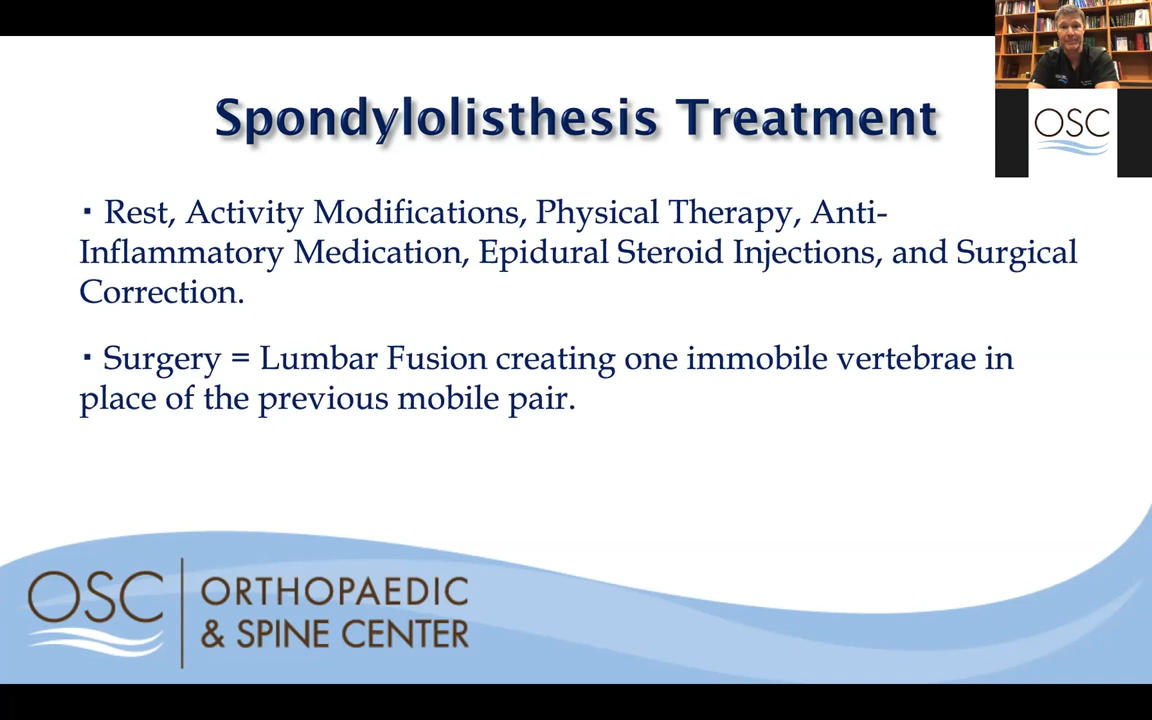 Spondylolisthesis Treatment
OSC
▪ Rest, Activity Modifications, Physical Therapy, Anti-
Inflammatory Medication, Epidural Steroid Injections, and Surgical
Correction.
▪ Surgery = Lumbar Fusion creating one immobile vertebrae in
place of the previous mobile pair.
OSC
ORTHOPAEDIC
& SPINE CENTER